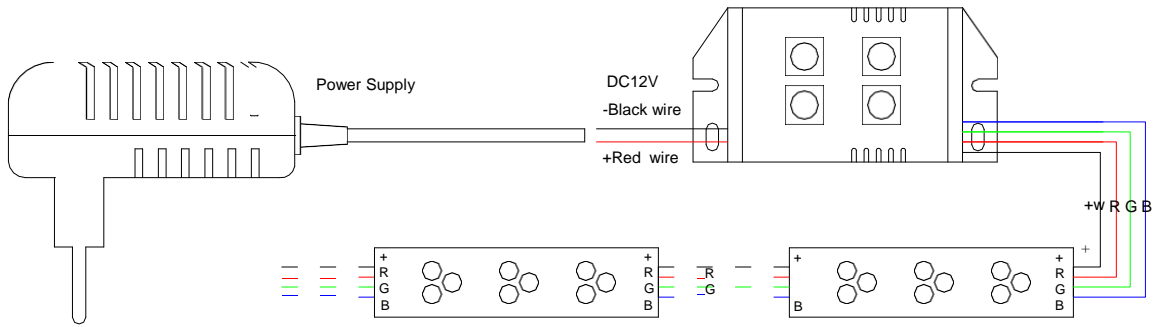 Power Supply
DC12V
-Black wire
+Red wire
+w R G B
+
+
R
G
B
+
R
G
B
R
G
+
B
+
R
G
B